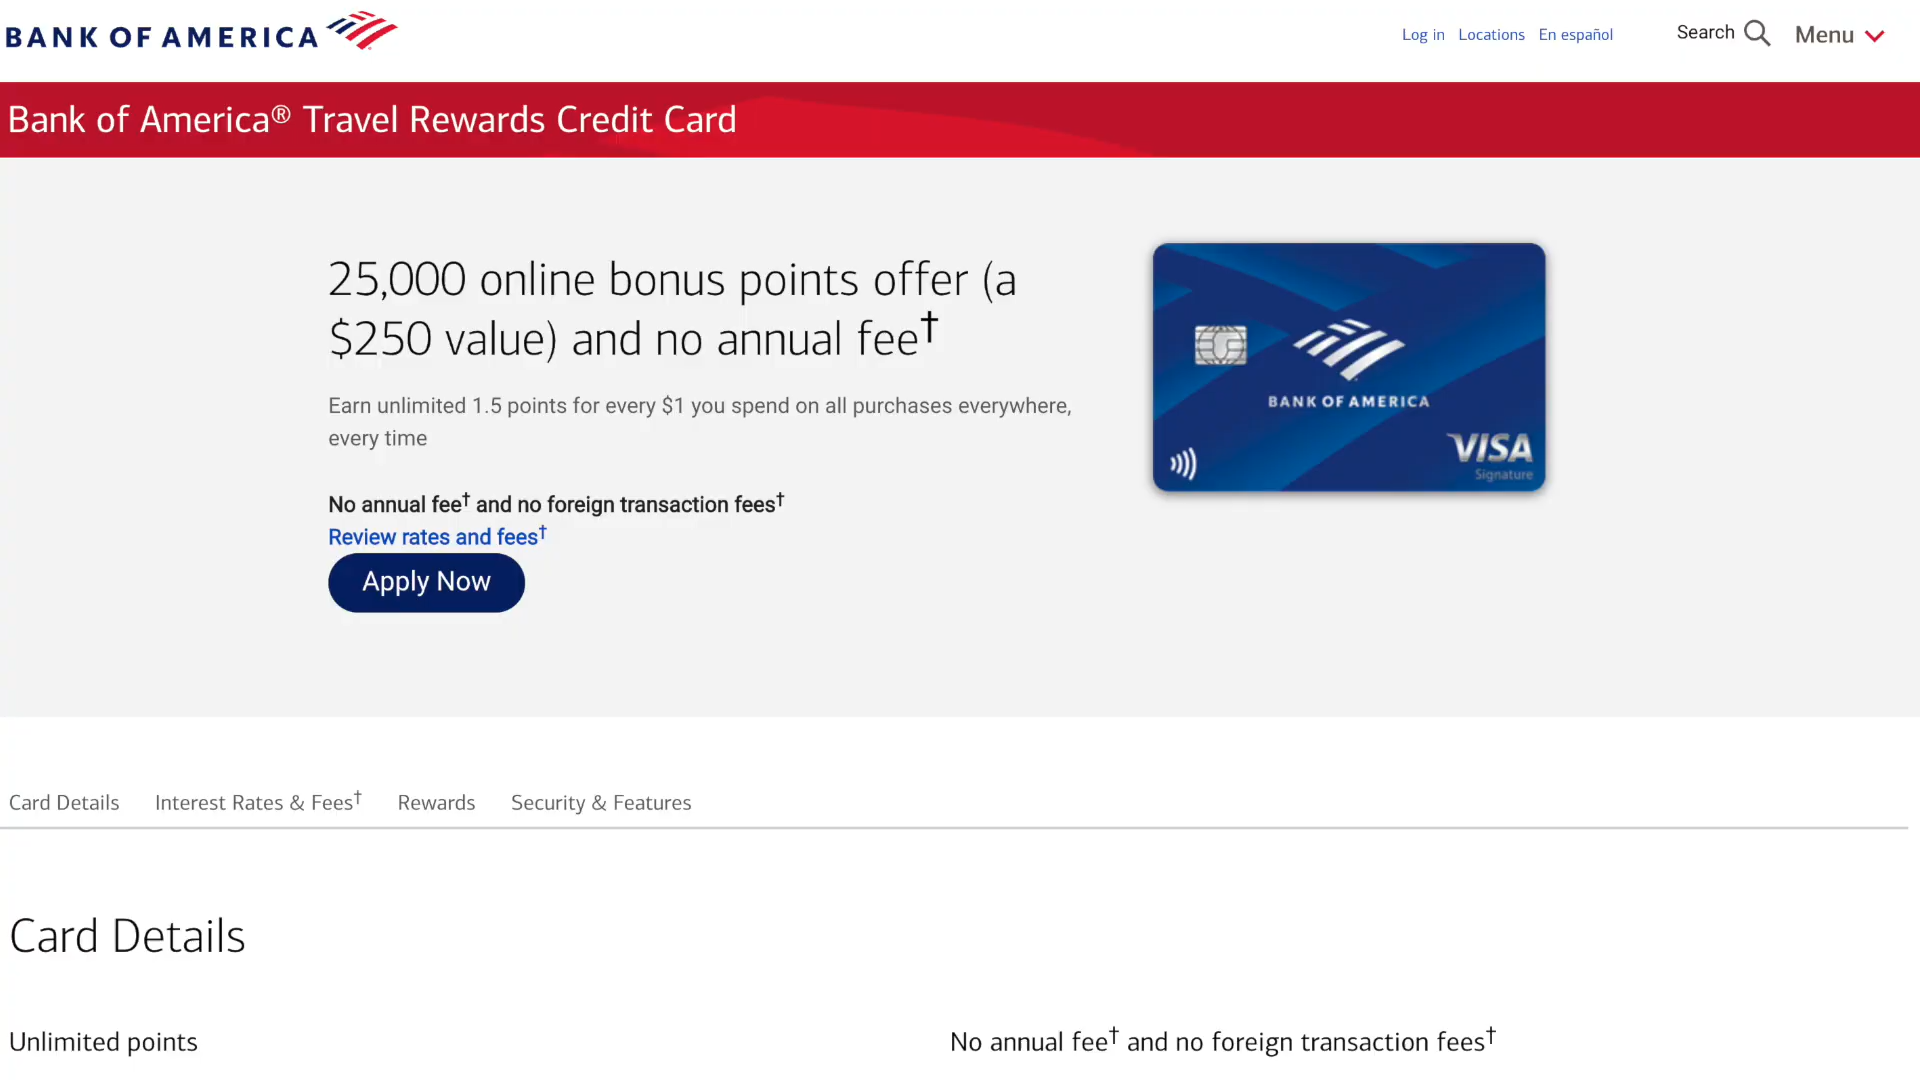 BANK OF AMERICA
Log in Locations En español Search Menu
Bank of America® Travel Rewards Credit Card
25,000 online bonus points offer (a
$250 value) and no annual fee†
Earn unlimited 1.5 points for every $1 you spend on all purchases everywhere,
every time
No annual fee† and no foreign transaction fees†
Review rates and fees†
Apply Now
BANK OF AMERICA
VISA
Signature
Card Details Interest Rates & Fees† Rewards Security & Features
Card Details
Unlimited points
No annual fee† and no foreign transaction fees†